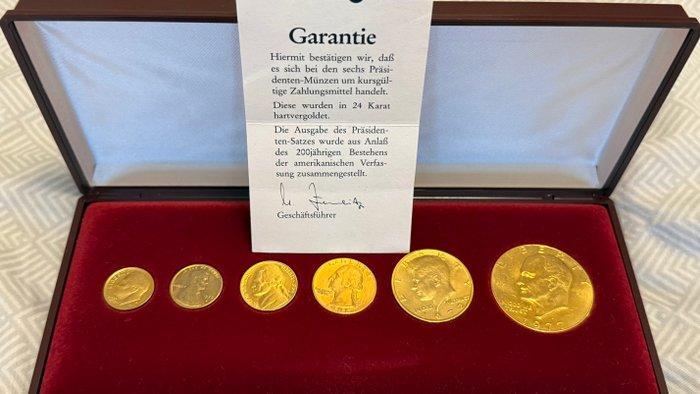 Garantie
Hiermit bestätigen wir, daß
es sich bei den sechs Präsi-
denten-Münzen um kursgül-
tige Zahlungsmittel handelt.
Diese wurden in 24 Karat
hartvergoldet.
Die Ausgabe des Präsiden-
ten-Satzes wurde aus Anlaß
des 200jährigen Bestehens
der amerikanischen Verfas-
sung zusammengestellt.
Geschäftsführer